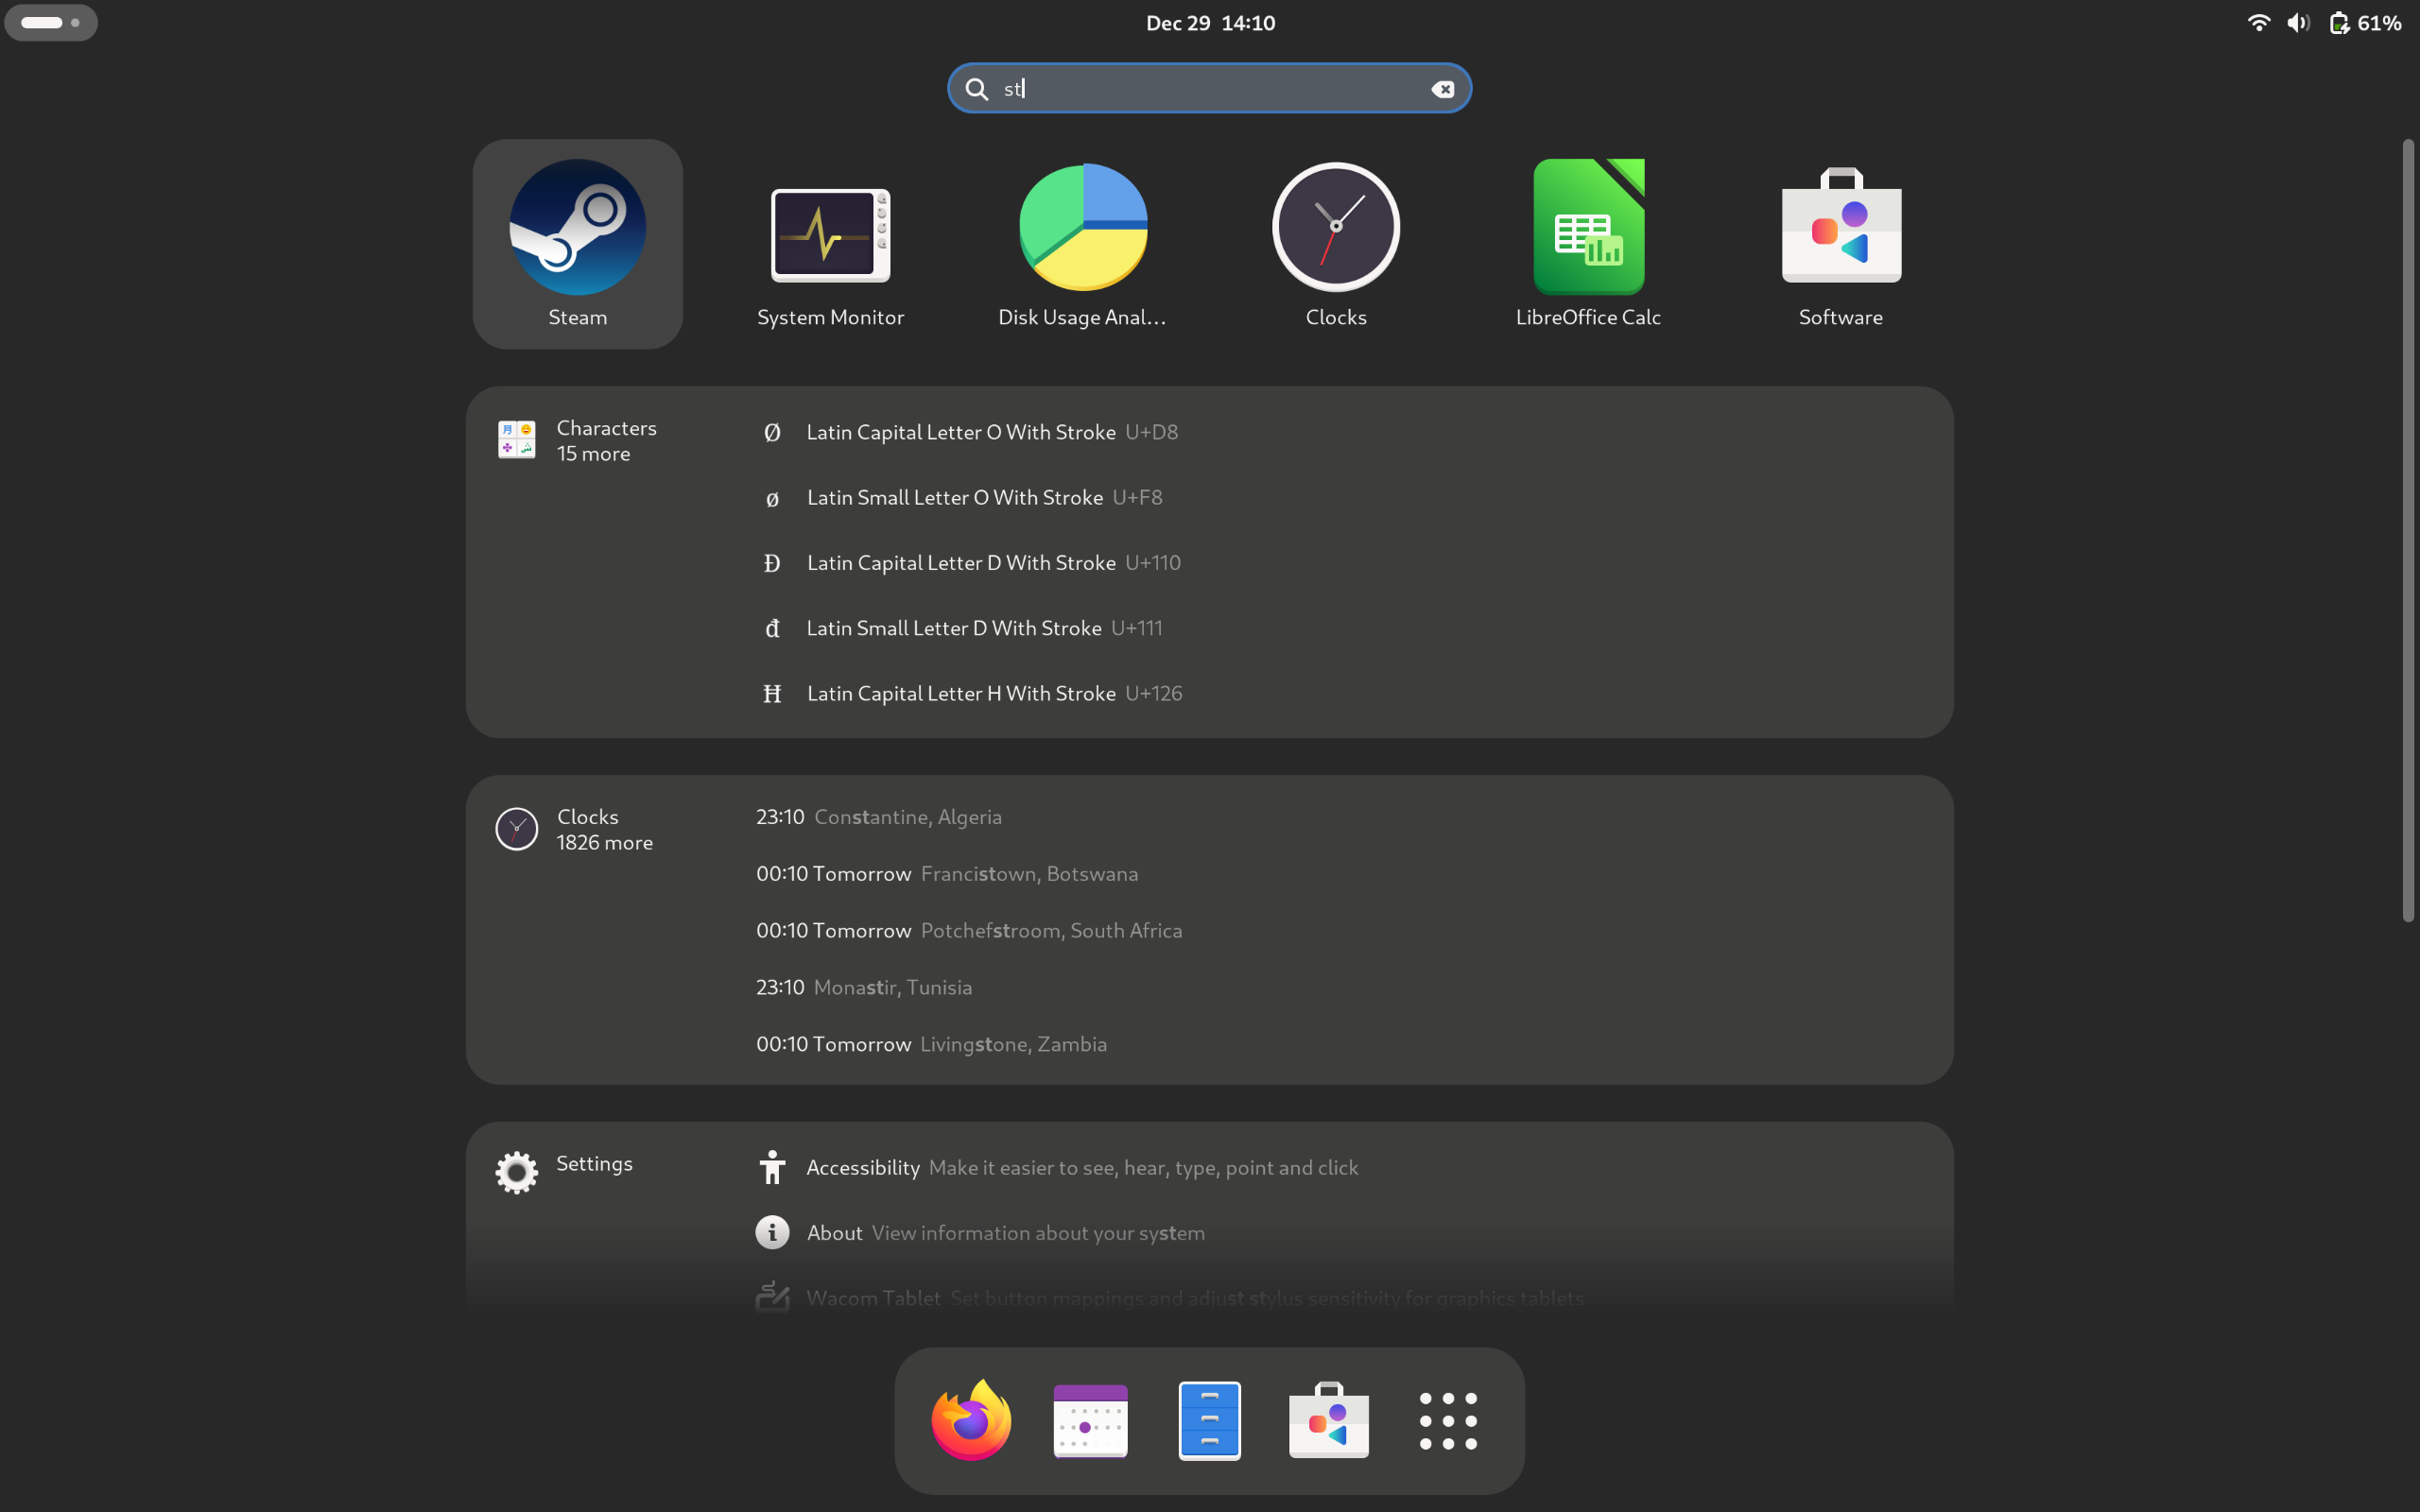 Dec 29 14:10
61%
st
Steam
System Monitor
Disk Usage Anal...
Clocks
LibreOffice Calc
Software
Characters
15 more
Ø Latin Capital Letter O With Stroke U+D8
ø Latin Small Letter O With Stroke U+F8
Đ Latin Capital Letter D With Stroke U+110
đ Latin Small Letter D With Stroke U+111
Ħ Latin Capital Letter H With Stroke U+126
Clocks
1826 more
23:10 Constantine, Algeria
00:10 Tomorrow Francistown, Botswana
00:10 Tomorrow Potchefstroom, South Africa
23:10 Monastir, Tunisia
00:10 Tomorrow Livingstone, Zambia
Settings
Accessibility Make it easier to see, hear, type, point and click
About View information about your system
Wacom Tablet Set button mappings and adjust stylus sensitivity for graphics tablets